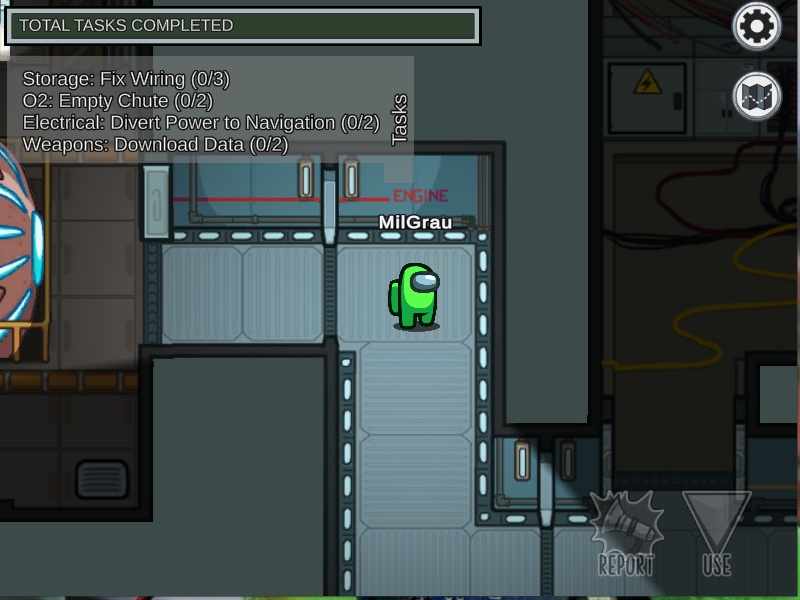 TOTAL TASKS COMPLETED
Storage: Fix Wiring (0/3)
O2: Empty Chute (0/2)
Electrical: Divert Power to Navigation (0/2)
Weapons: Download Data (0/2)
Tasks
ENGINE
MilGrau
REPORT
USE